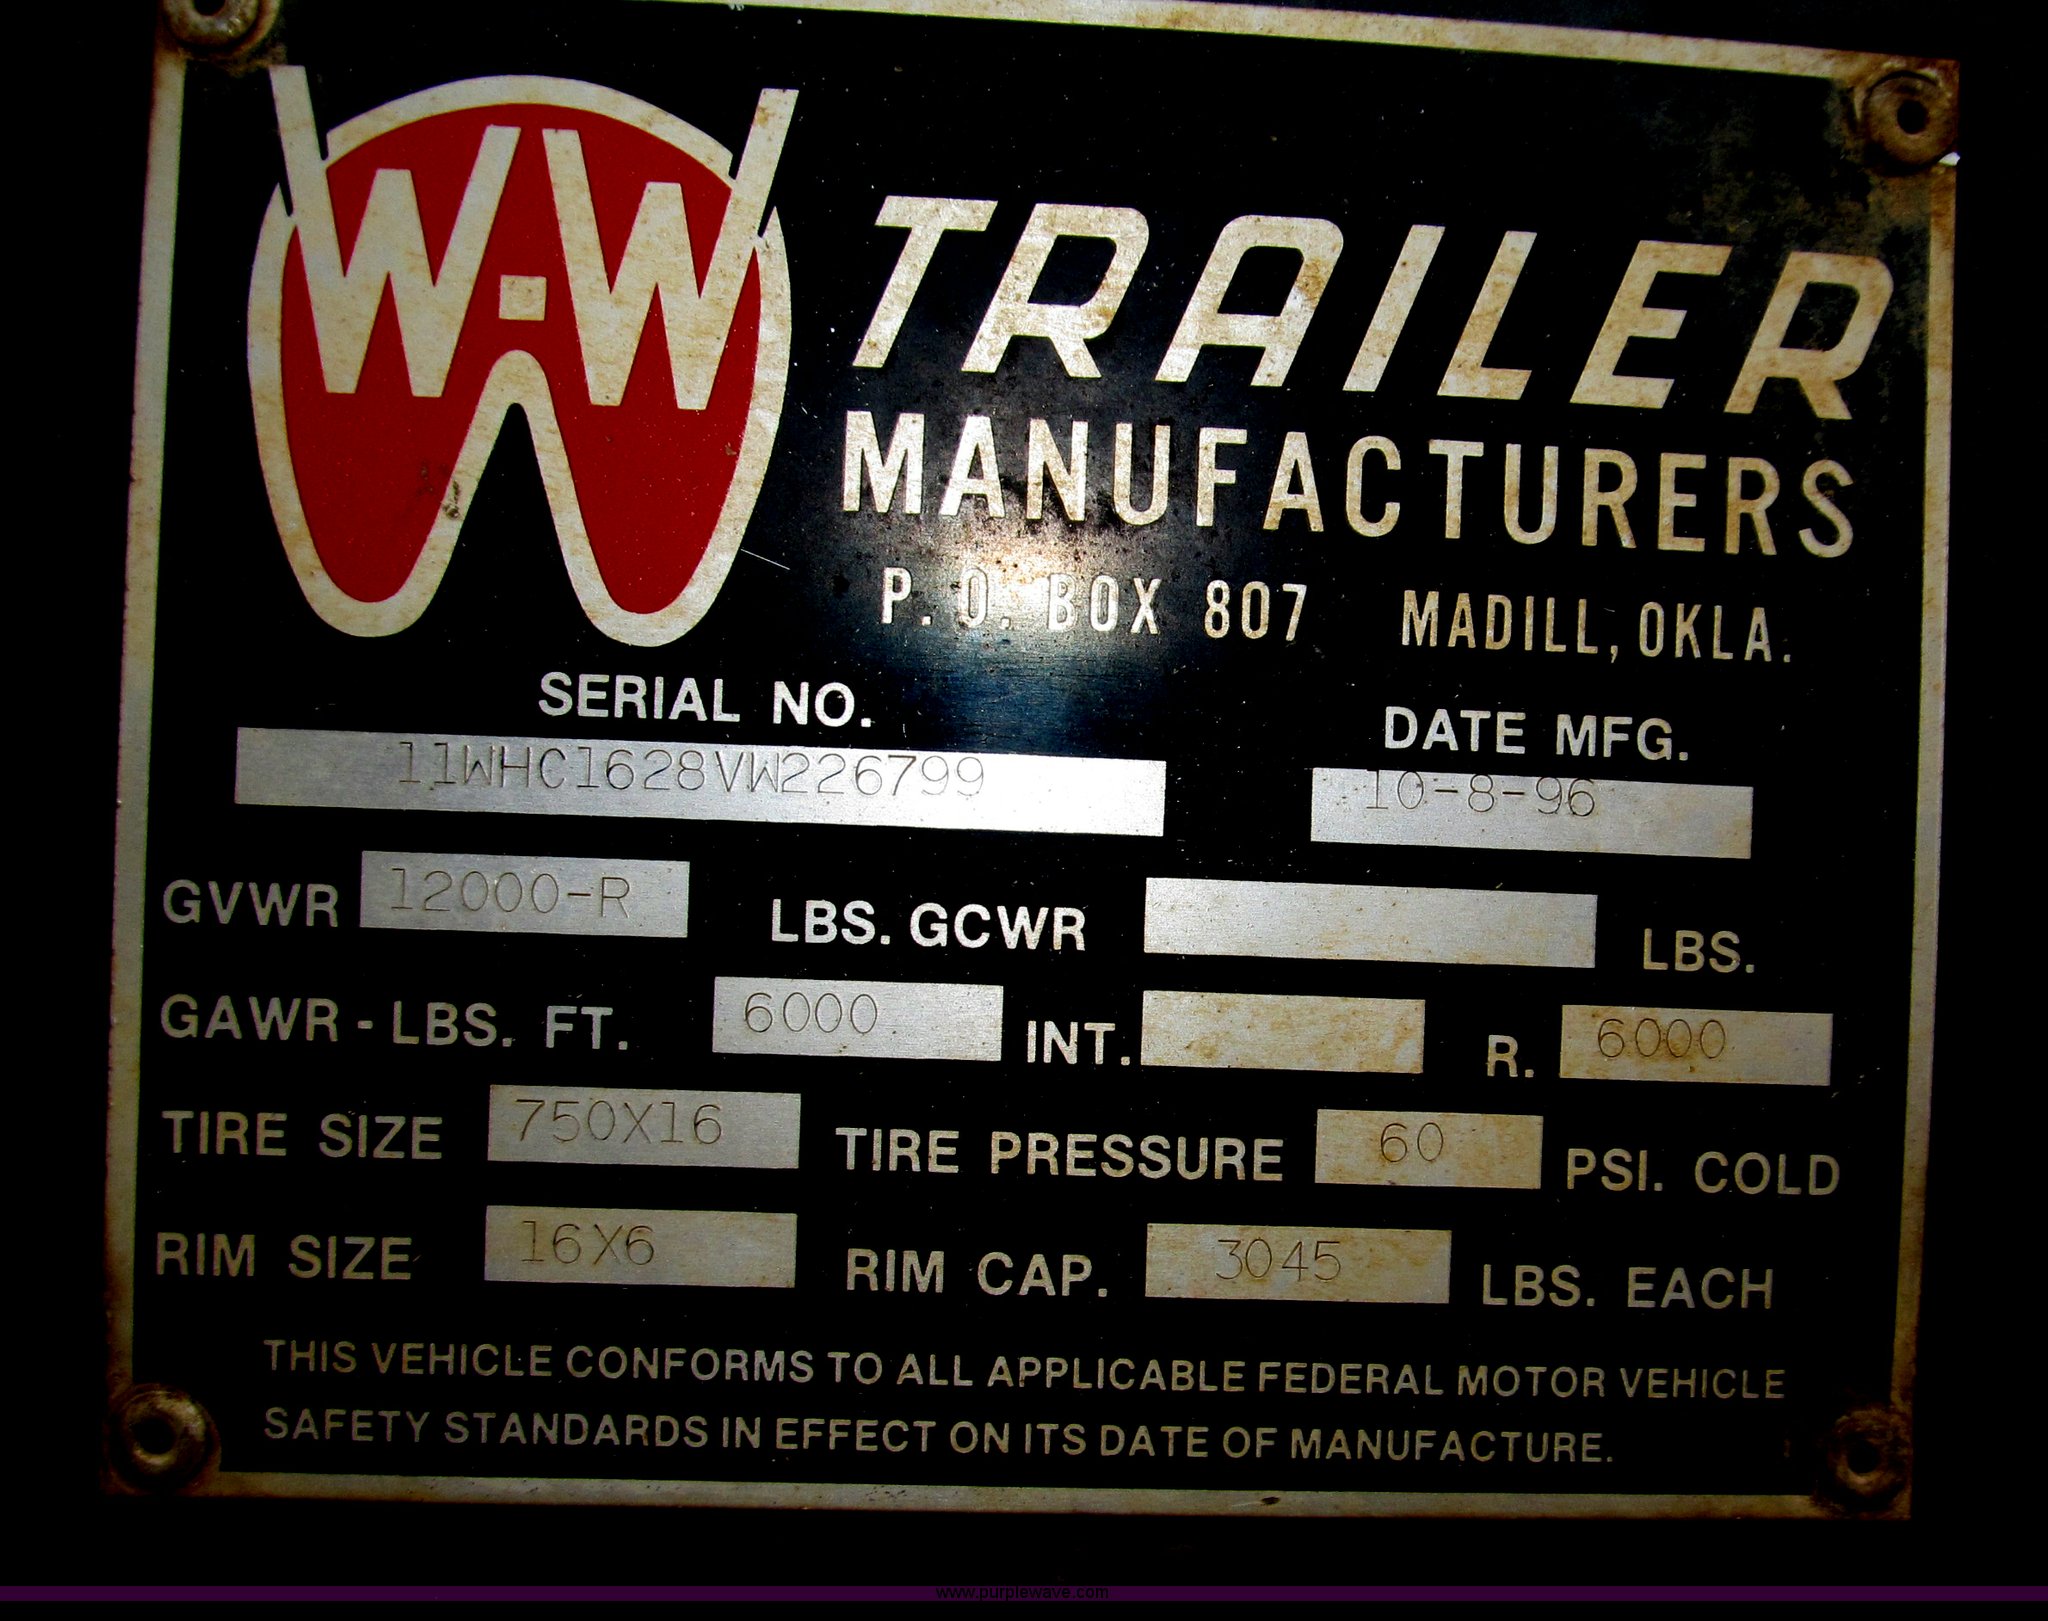 W·W TRAILER
MANUFACTURERS
P. O. BOX 807 MADILL, OKLA.
SERIAL NO. DATE MFG.
11WHC1628VW226799 10-8-96
GVWR 12000-R LBS. GCWR LBS.
GAWR - LBS. FT. 6000 INT. R. 6000
TIRE SIZE 750X16 TIRE PRESSURE 60 PSI. COLD
RIM SIZE 16X6 RIM CAP. 3045 LBS. EACH
THIS VEHICLE CONFORMS TO ALL APPLICABLE FEDERAL MOTOR VEHICLE
SAFETY STANDARDS IN EFFECT ON ITS DATE OF MANUFACTURE.
www.purplewave.com